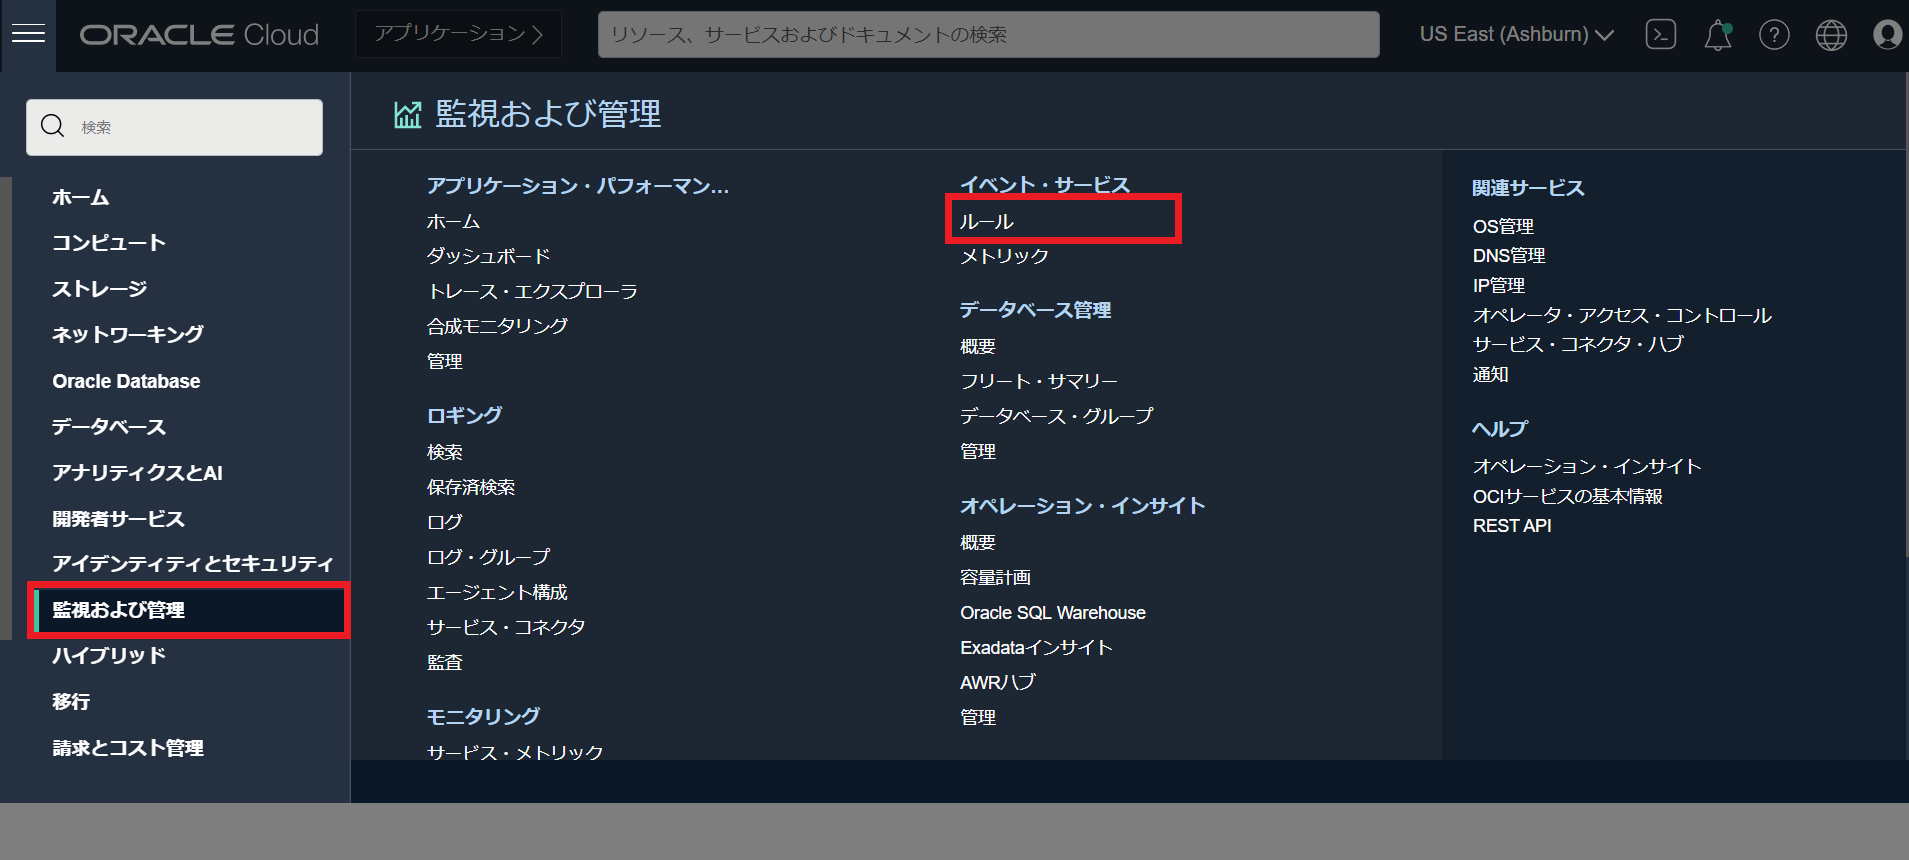 ORACLE Cloud
アプリケーション
リソース、サービスおよびドキュメントの検索
US East (Ashburn)
検索
ホーム
コンピュート
ストレージ
ネットワーキング
Oracle Database
データベース
アナリティクスとAI
開発者サービス
アイデンティティとセキュリティ
監視および管理
ハイブリッド
移行
請求とコスト管理
監視および管理
アプリケーション・パフォーマン...
ホーム
ダッシュボード
トレース・エクスプローラ
合成モニタリング
管理
ロギング
検索
保存済検索
ログ
ログ・グループ
エージェント構成
サービス・コネクタ
監査
モニタリング
サービス・メトリック
イベント・サービス
ルール
メトリック
データベース管理
概要
フリート・サマリー
データベース・グループ
管理
オペレーション・インサイト
概要
容量計画
Oracle SQL Warehouse
Exadataインサイト
AWRハブ
管理
関連サービス
OS管理
DNS管理
IP管理
オペレータ・アクセス・コントロール
サービス・コネクタ・ハブ
通知
ヘルプ
オペレーション・インサイト
OCIサービスの基本情報
REST API